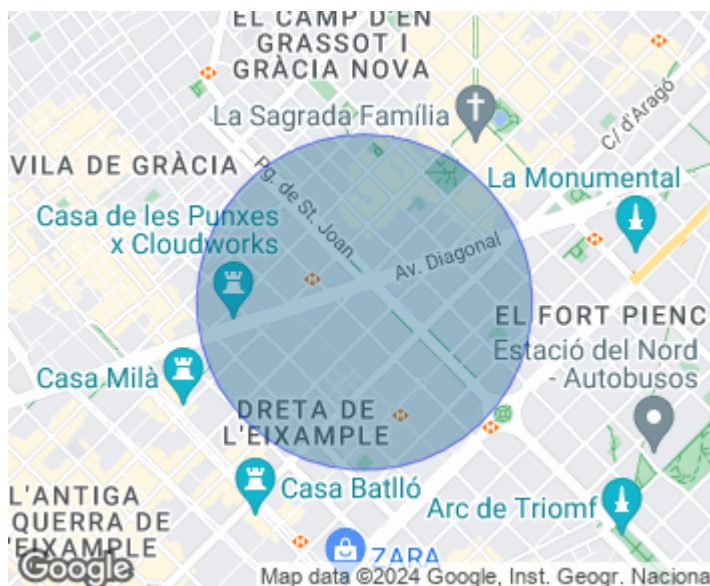 EL CAMP D'EN
GRASSOT I
GRÀCIA NOVA
La Sagrada Família
C/ d'Aragó
VILA DE GRÀCIA
Pg. de St. Joan
La Monumental
Casa de les Punxes
x Cloudworks
Av. Diagonal
EL FORT PIENC
Estació del Nord
- Autobusos
Casa Milà
DRETA DE
L'EIXAMPLE
Casa Batlló
L'ANTIGA
QUERRA DE
L'EIXAMPLE
Arc de Triomf
ZARA
Google
Map data ©2024 Google, Inst. Geogr. Naciona